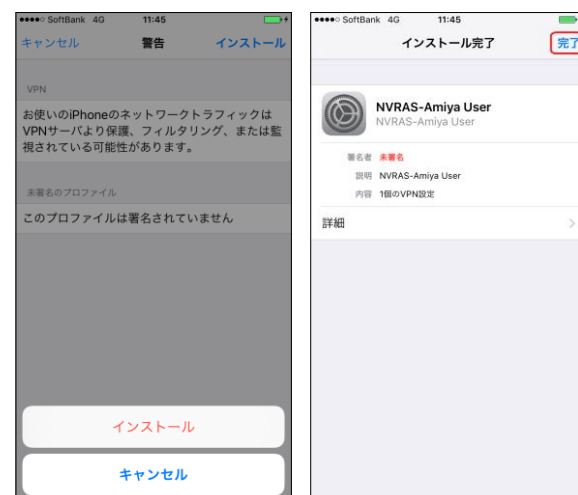 SoftBank 4G 11:45
キャンセル 警告 インストール
VPN
お使いのiPhoneのネットワークトラフィックは
VPNサーバより保護、フィルタリング、または監
視されている可能性があります。
未署名のプロファイル
このプロファイルは署名されていません
インストール
キャンセル
SoftBank 4G 11:45
インストール完了 完了
NVRAS-Amiya User
NVRAS-Amiya User
署名者 未署名
説明 NVRAS-Amiya User
内容 1個のVPN設定
詳細